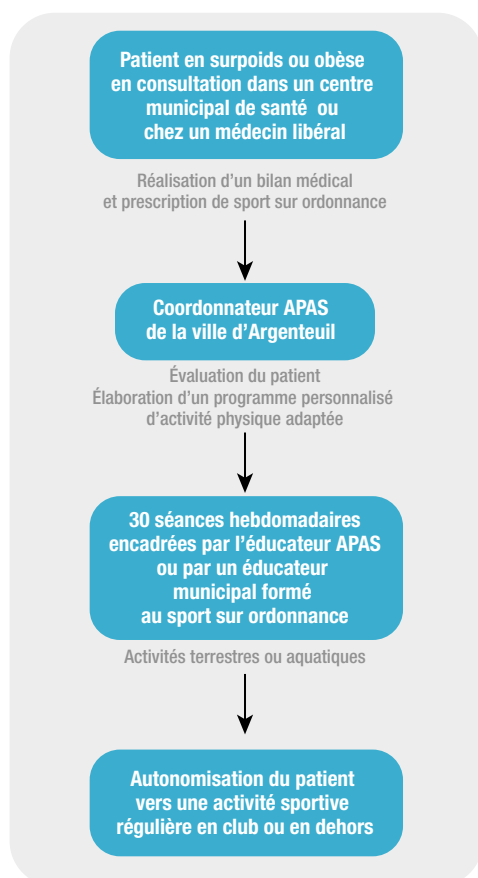 Patient en surpoids ou obèse
en consultation dans un centre
municipal de santé ou
chez un médecin libéral
Réalisation d’un bilan médical
et prescription de sport sur ordonnance
Coordonnateur APAS
de la ville d’Argenteuil
Évaluation du patient
Élaboration d’un programme personnalisé
d’activité physique adaptée
30 séances hebdomadaires
encadrées par l’éducateur APAS
ou par un éducateur
municipal formé
au sport sur ordonnance
Activités terrestres ou aquatiques
Autonomisation du patient
vers une activité sportive
régulière en club ou en dehors